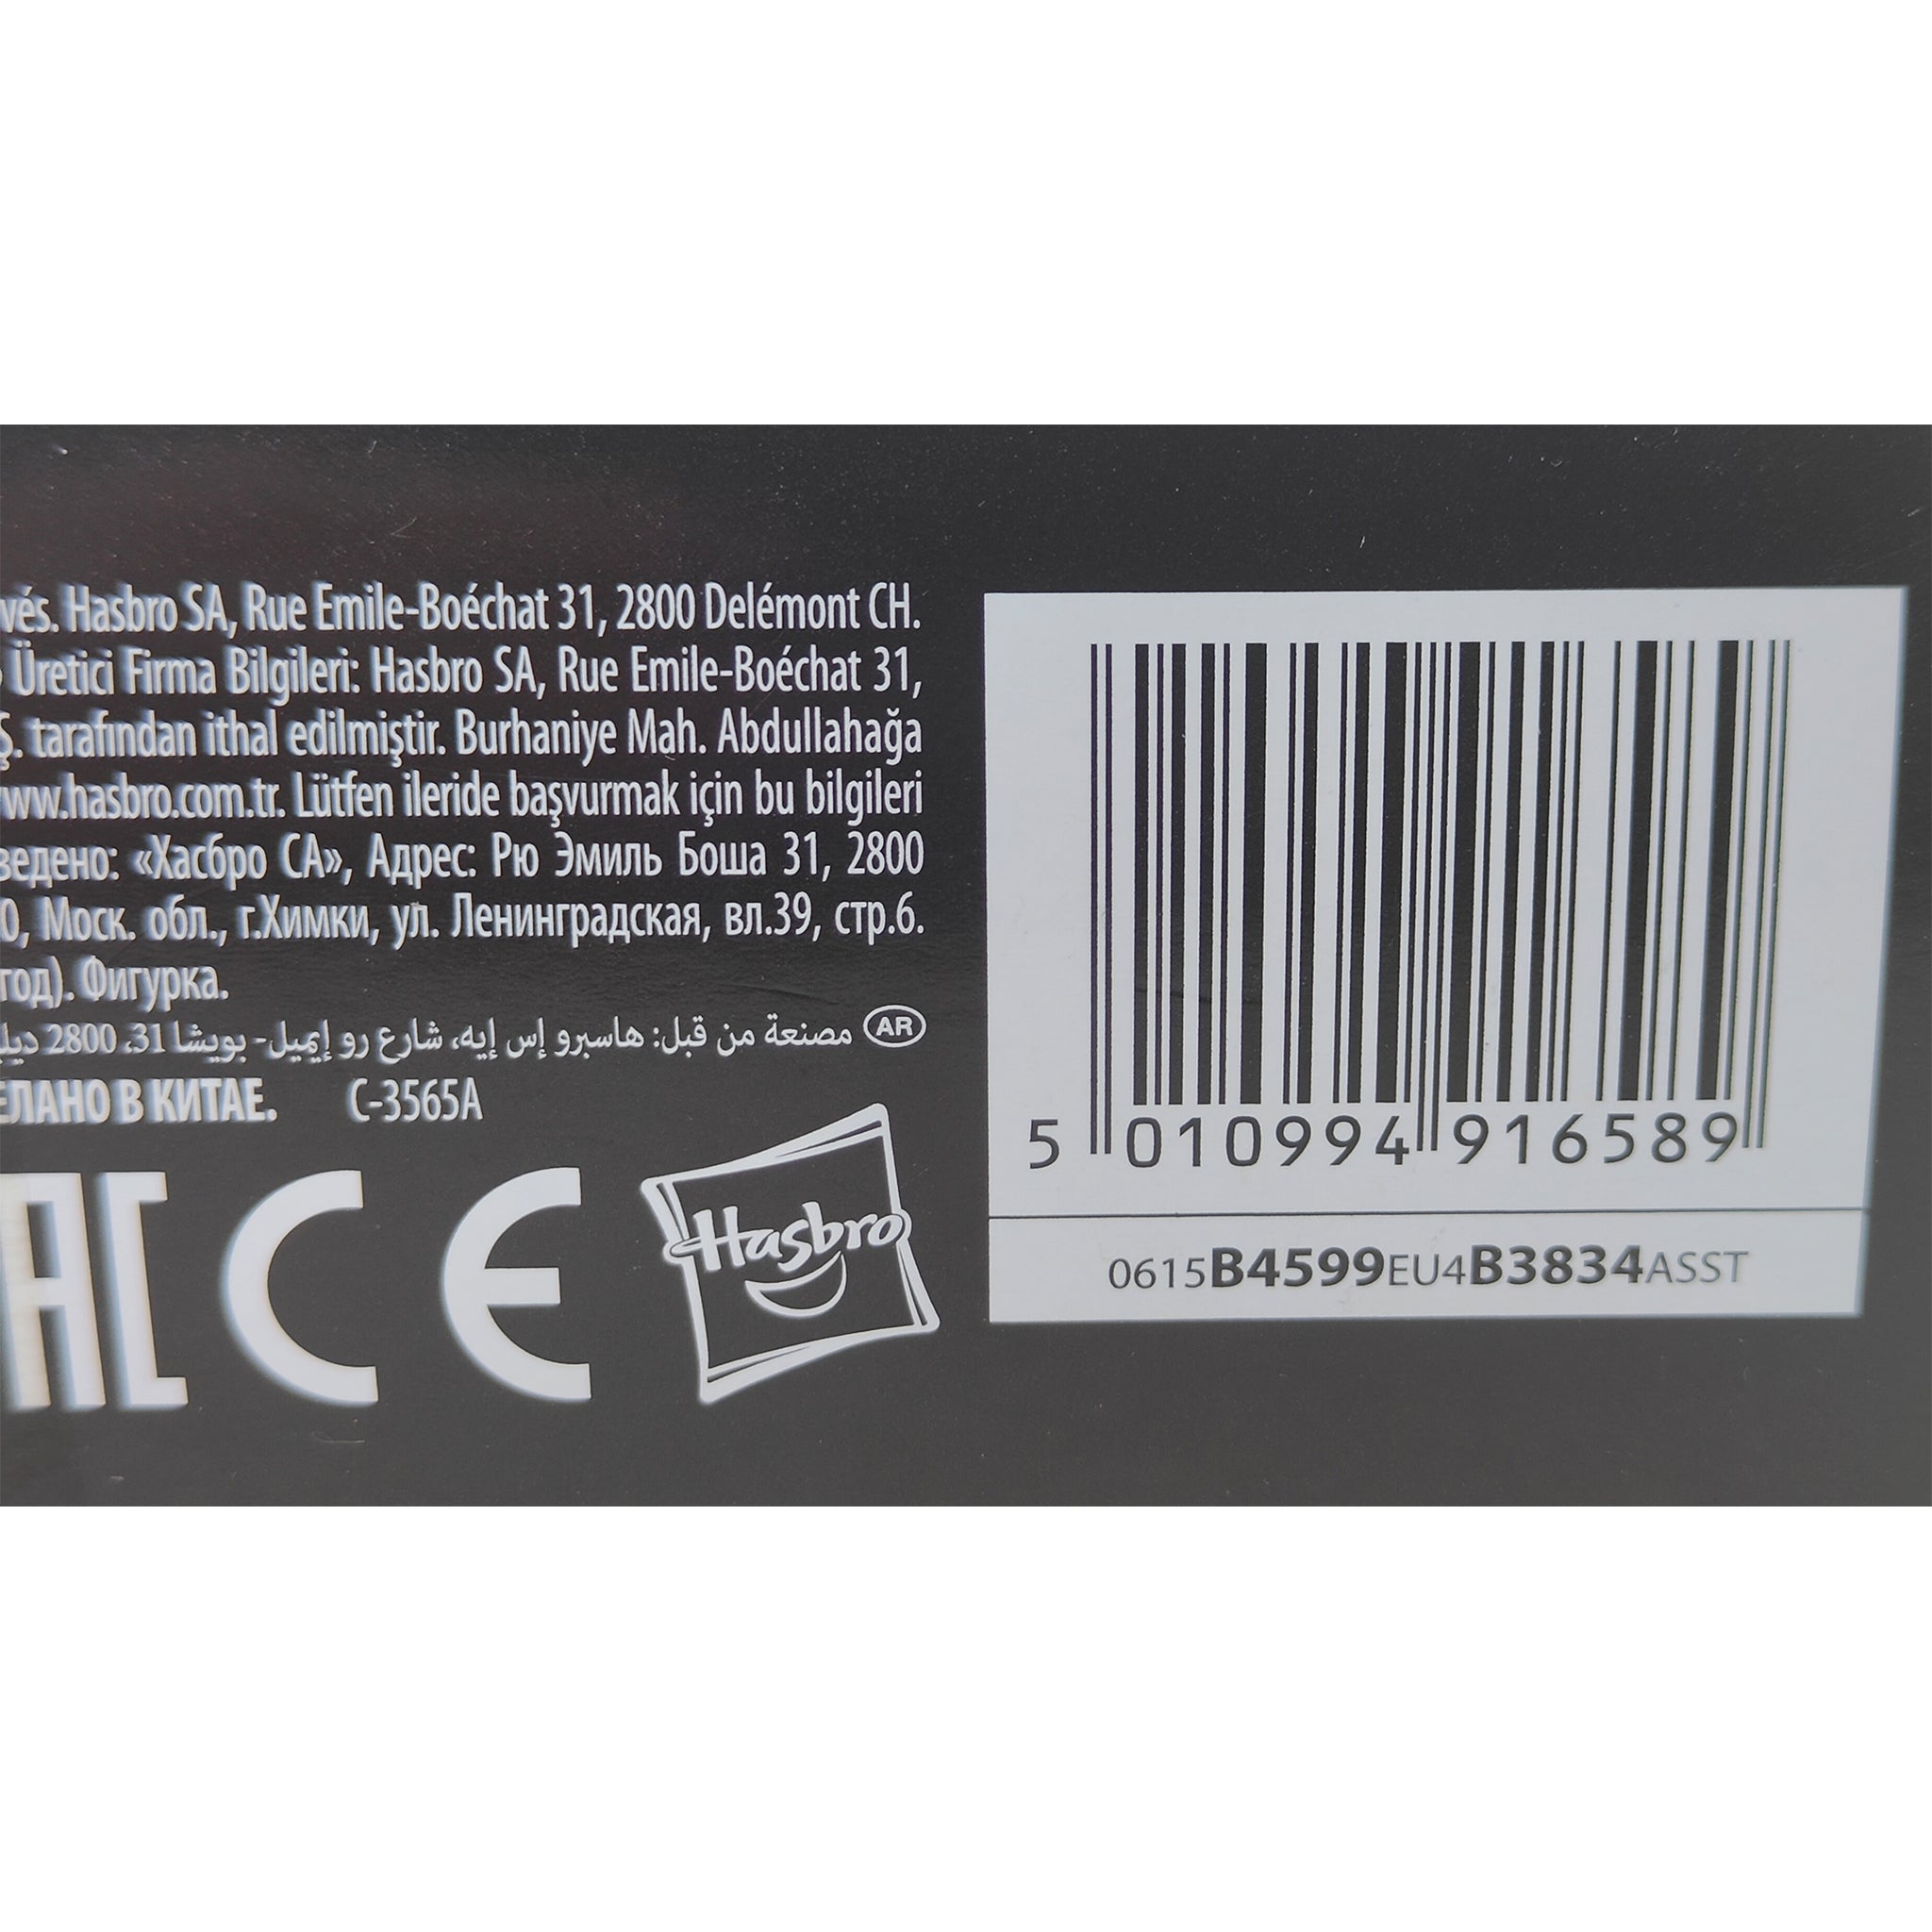 vés. Hasbro SA, Rue Emile-Boéchat 31, 2800 Delémont CH.
Üretici Firma Bilgileri: Hasbro SA, Rue Emile-Boéchat 31,
Ş. tarafından ithal edilmiştir. Burhaniye Mah. Abdullahağa
ww.hasbro.com.tr. Lütfen ileride başvurmak için bu bilgileri
ведено: «Хасбро СА», Адрес: Рю Эмиль Боша 31, 2800
0, Моск. обл., г.Химки, ул. Ленинградская, вл.39, стр.6.
год). Фигурка.
AR مصنعة من قبل: هاسبرو إس إيه، شارع رو إيميل- بويشا 31، 2800
ЕЛАНО В КИТАЕ. C-3565A
EAC CE Hasbro
5 010994 916589
0615B4599EU4B3834ASST